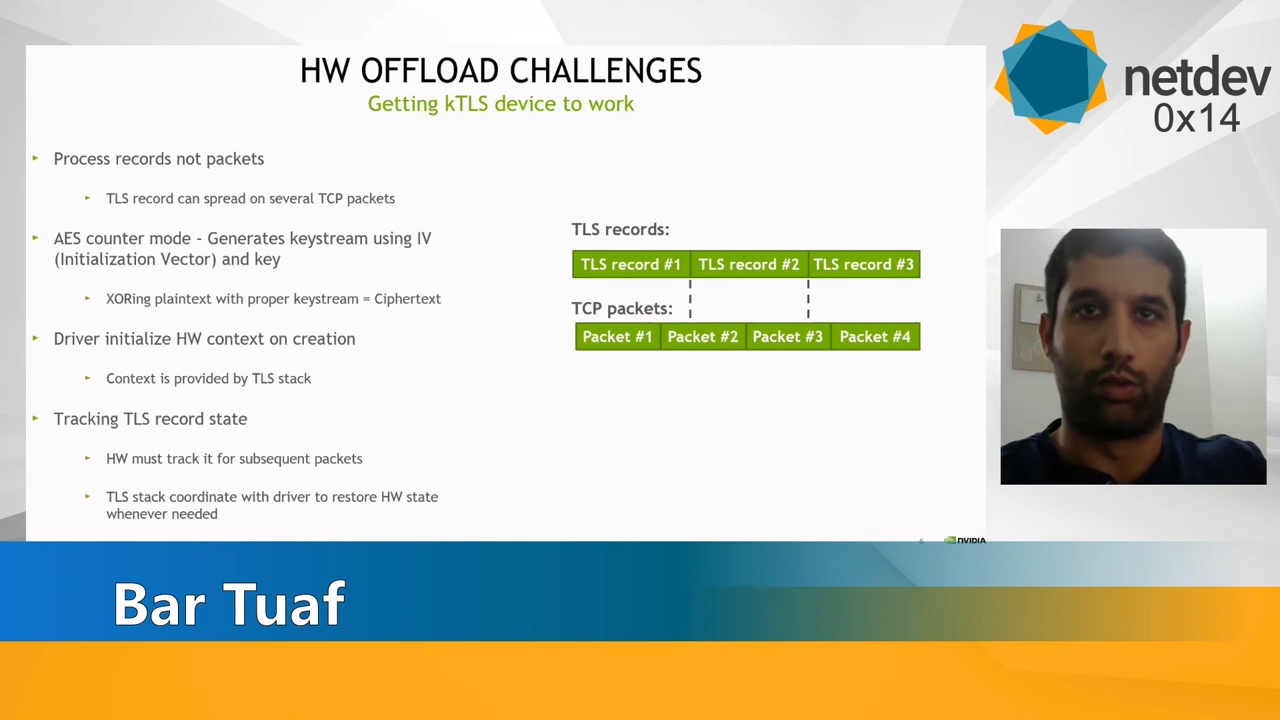 HW OFFLOAD CHALLENGES
Getting kTLS device to work
Process records not packets
TLS record can spread on several TCP packets
AES counter mode - Generates keystream using IV
(Initialization Vector) and key
XORing plaintext with proper keystream = Ciphertext
Driver initialize HW context on creation
Context is provided by TLS stack
Tracking TLS record state
HW must track it for subsequent packets
TLS stack coordinate with driver to restore HW state
whenever needed
TLS records:
TLS record #1 TLS record #2 TLS record #3
TCP packets:
Packet #1 Packet #2 Packet #3 Packet #4
6 NVIDIA
netdev
0x14
Bar Tuaf